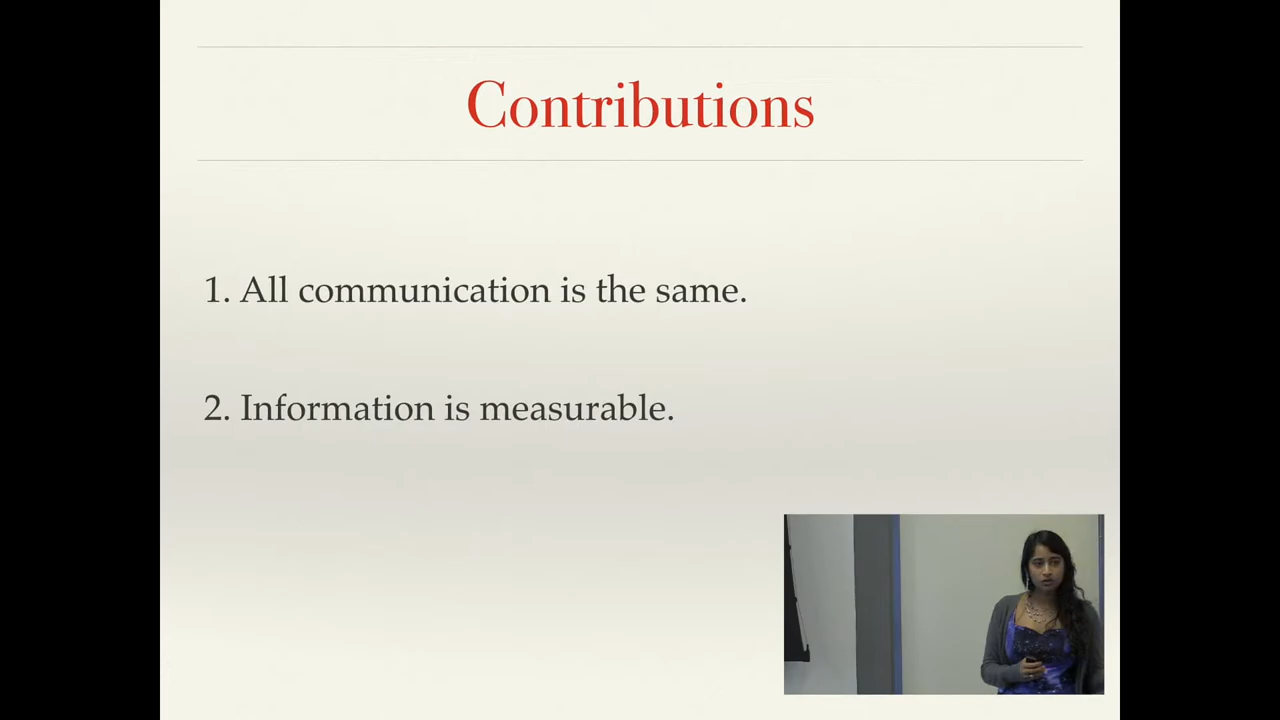 Contributions
1. All communication is the same.
2. Information is measurable.